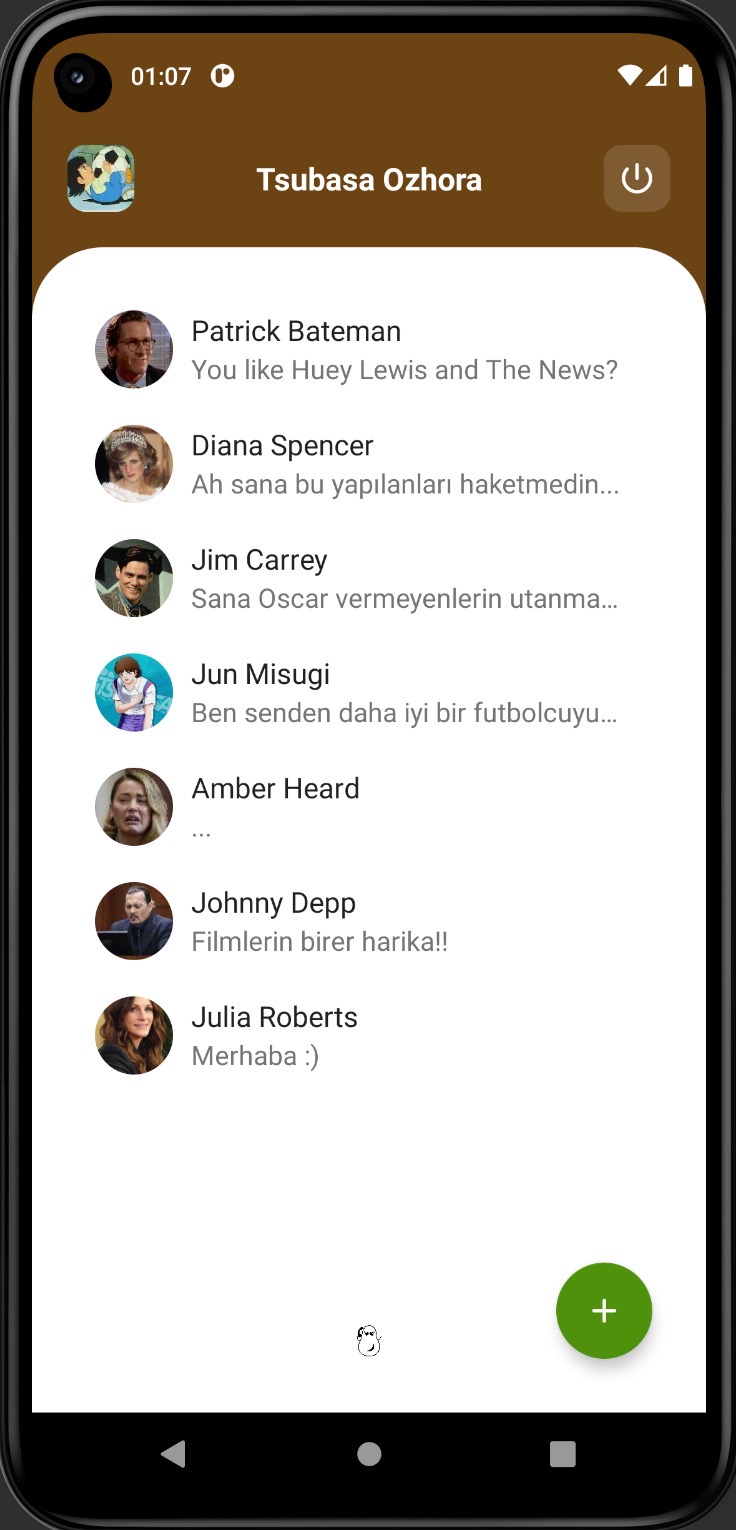 01:07
Tsubasa Ozhora
Patrick Bateman
You like Huey Lewis and The News?
Diana Spencer
Ah sana bu yapılanları haketmedin...
Jim Carrey
Sana Oscar vermeyenlerin utanma...
Jun Misugi
Ben senden daha iyi bir futbolcuyu...
Amber Heard
...
Johnny Depp
Filmlerin birer harika!!
Julia Roberts
Merhaba :)